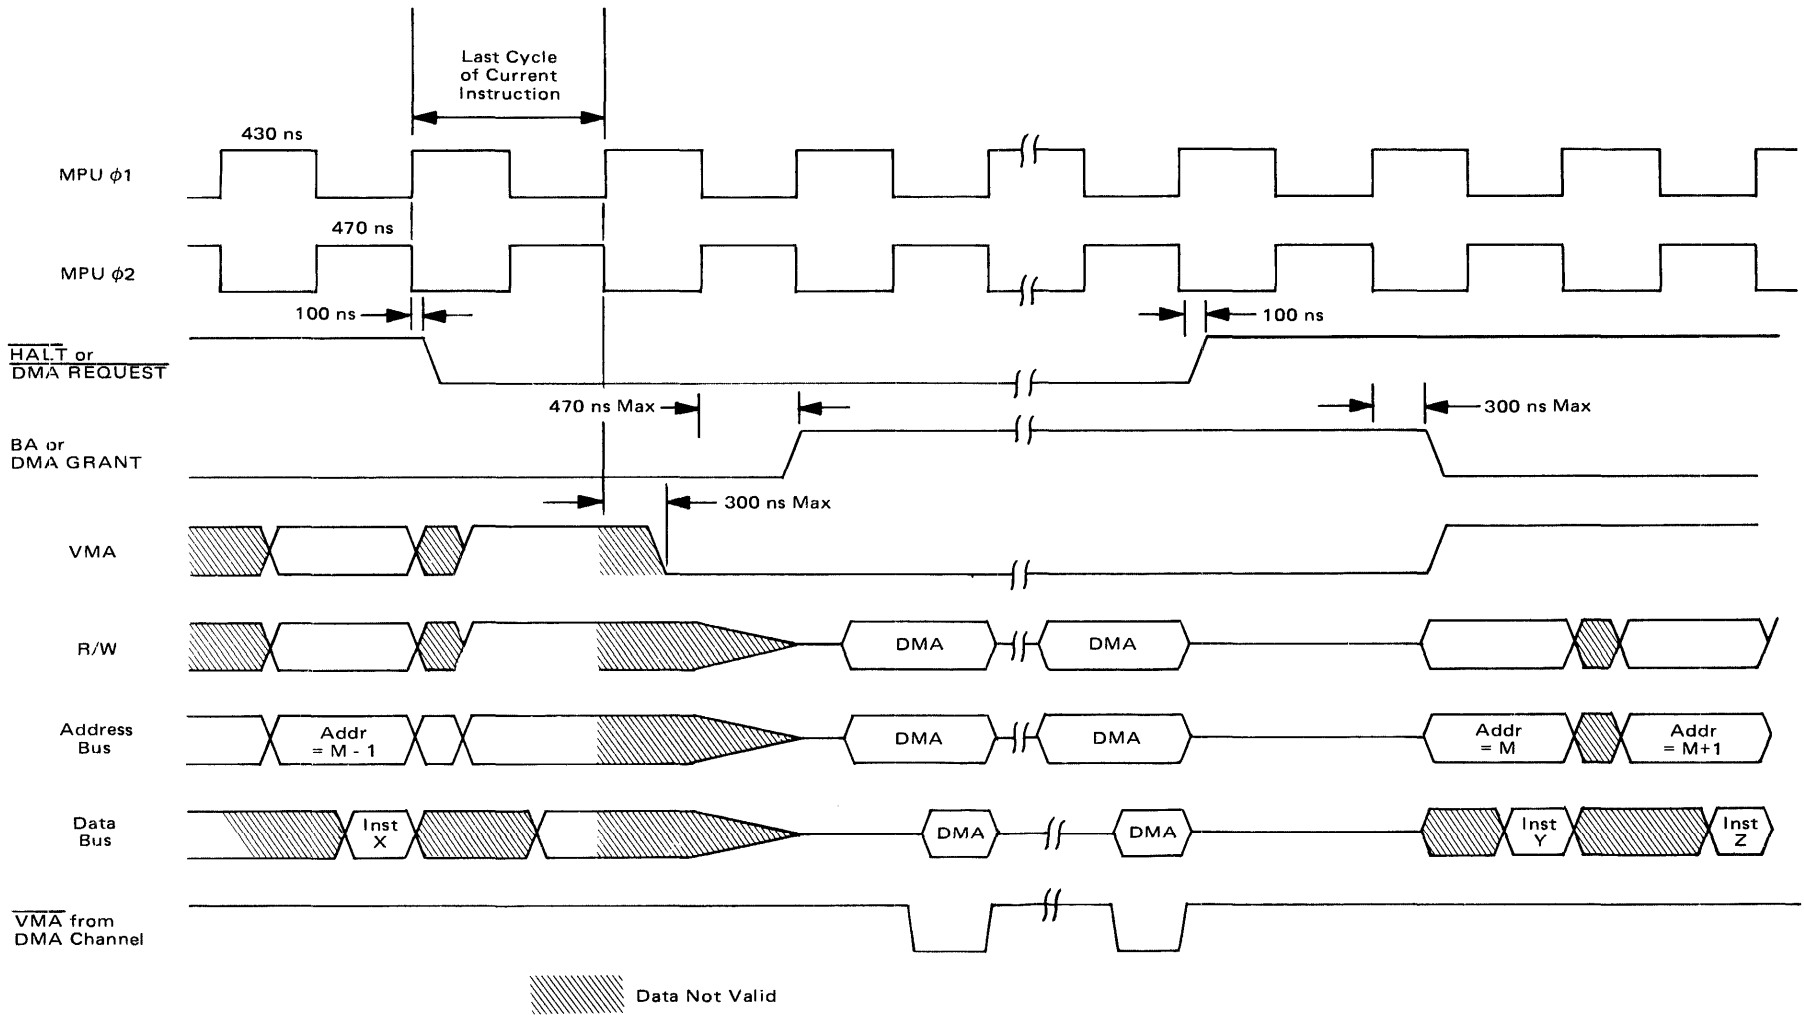 Last Cycle
of Current
Instruction
430 ns
MPU ϕ1
470 ns
MPU ϕ2
100 ns
100 ns
HALT or
DMA REQUEST
470 ns Max
300 ns Max
BA or
DMA GRANT
300 ns Max
VMA
R/W
DMA
DMA
Address
Bus
Addr
= M - 1
DMA
DMA
Addr
= M
Addr
= M+1
Data
Bus
Inst
X
DMA
DMA
Inst
Y
Inst
Z
VMA from
DMA Channel
Data Not Valid